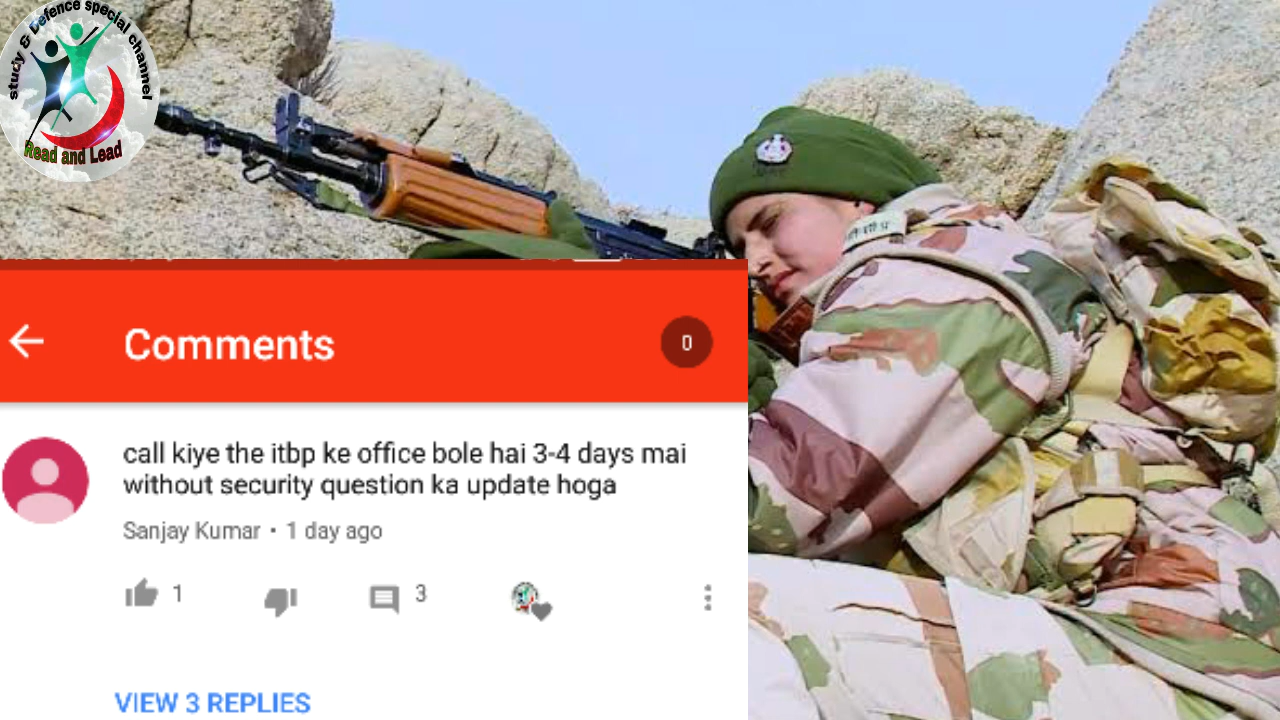 study & Defence special channel
Read and Lead
Comments
0
call kiye the itbp ke office bole hai 3-4 days mai
without security question ka update hoga
Sanjay Kumar • 1 day ago
1
3
VIEW 3 REPLIES